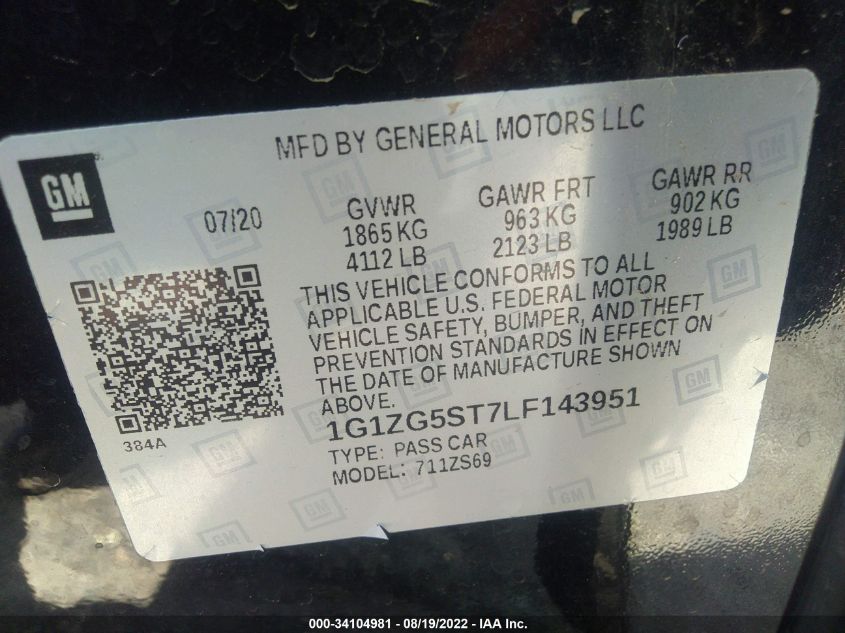 MFD BY GENERAL MOTORS LLC
GM
07/20
GVWR
1865 KG
4112 LB
GAWR FRT
963 KG
2123 LB
GAWR RR
902 KG
1989 LB
THIS VEHICLE CONFORMS TO ALL
APPLICABLE U.S. FEDERAL MOTOR
VEHICLE SAFETY, BUMPER, AND THEFT
PREVENTION STANDARDS IN EFFECT ON
THE DATE OF MANUFACTURE SHOWN
ABOVE.
384A
1G1ZG5ST7LF143951
TYPE: PASS CAR
MODEL: 711ZS69
000-34104981 - 08/19/2022 - IAA Inc.